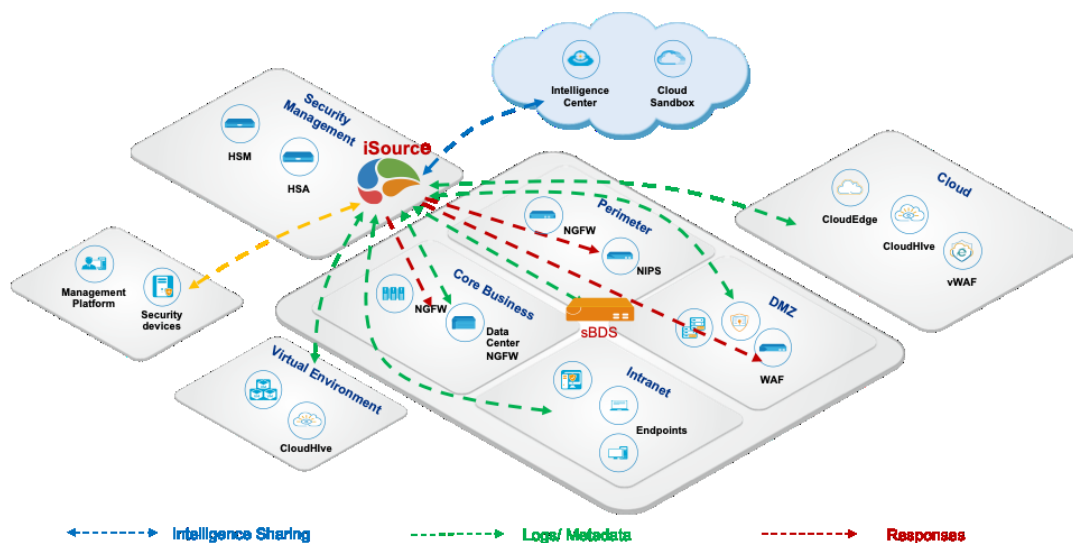 Intelligence
Center
Cloud
Sandbox
Security
Management
HSM
HSA
iSource
Cloud
CloudEdge
CloudHIve
vWAF
Perimeter
NGFW
NIPS
Management
Platform
Security
devices
Core Business
NGFW
Data
Center
NGFW
sBDS
DMZ
WAF
Virtual Environment
CloudHIve
Intranet
Endpoints
Intelligence Sharing
Logs/ Metadata
Responses